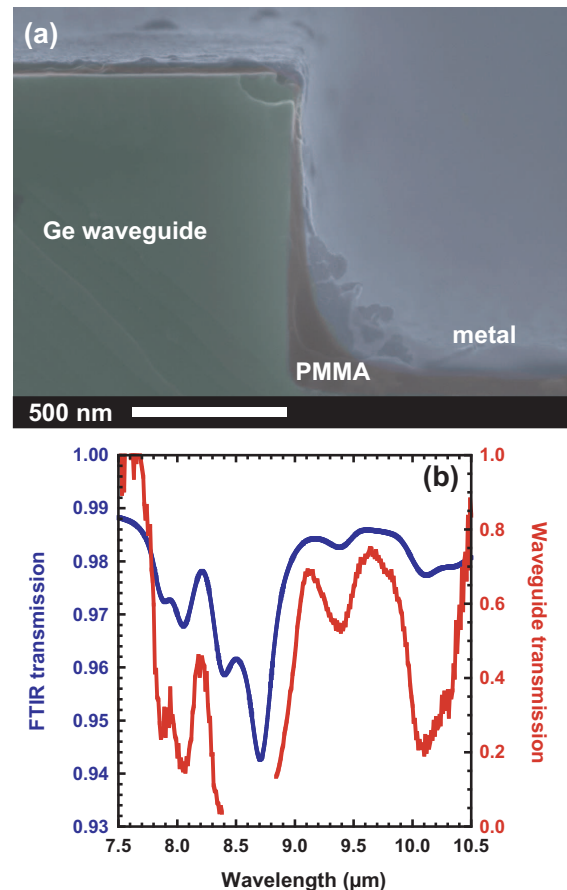 (a)
Ge waveguide
metal
PMMA
500 nm
(b)
1.00
0.99
0.98
0.97
0.96
0.95
0.94
0.93
FTIR transmission
1.0
0.8
0.6
0.4
0.2
0.0
Waveguide transmission
7.5 8.0 8.5 9.0 9.5 10.0 10.5
Wavelength (µm)